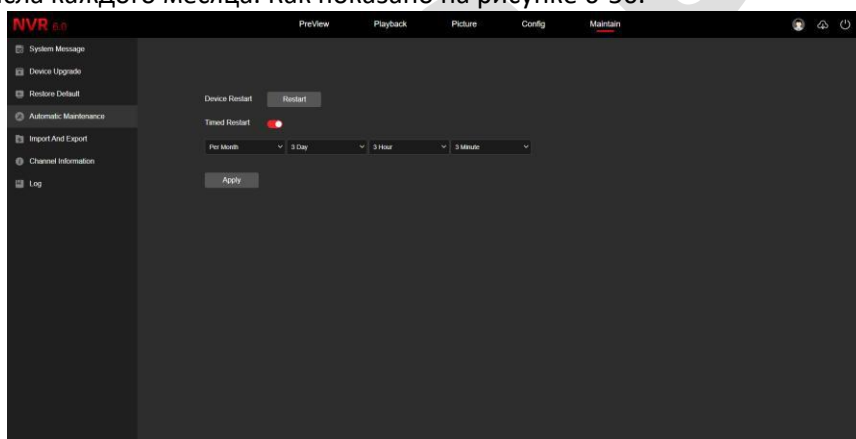 сла каждого месяца. Как показано на рисунке 6-36.
NVR 6.0 PreView Playback Picture Config Maintain
System Message
Device Upgrade
Restore Default
Automatic Maintenance
Import And Export
Channel Information
Log
Device Restart Restart
Timed Restart
Per Month 3 Day 3 Hour 3 Minute
Apply